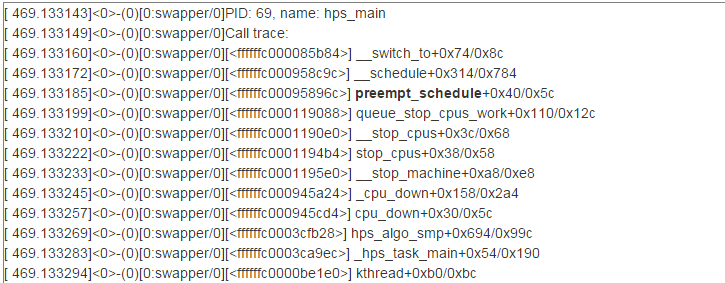 [ 469.133143]<0>-(0)[0:swapper/0]PID: 69, name: hps_main
[ 469.133149]<0>-(0)[0:swapper/0]Call trace:
[ 469.133160]<0>-(0)[0:swapper/0][<ffffffc000085b84>] __switch_to+0x74/0x8c
[ 469.133172]<0>-(0)[0:swapper/0][<ffffffc000958c9c>] __schedule+0x314/0x784
[ 469.133185]<0>-(0)[0:swapper/0][<ffffffc00095896c>] preempt_schedule+0x40/0x5c
[ 469.133199]<0>-(0)[0:swapper/0][<ffffffc000119088>] queue_stop_cpus_work+0x110/0x12c
[ 469.133210]<0>-(0)[0:swapper/0][<ffffffc0001190e0>] __stop_cpus+0x3c/0x68
[ 469.133222]<0>-(0)[0:swapper/0][<ffffffc0001194b4>] stop_cpus+0x38/0x58
[ 469.133233]<0>-(0)[0:swapper/0][<ffffffc0001195e0>] __stop_machine+0xa8/0xe8
[ 469.133245]<0>-(0)[0:swapper/0][<ffffffc000945a24>] _cpu_down+0x158/0x2a4
[ 469.133257]<0>-(0)[0:swapper/0][<ffffffc000945cd4>] cpu_down+0x30/0x5c
[ 469.133269]<0>-(0)[0:swapper/0][<ffffffc0003cfb28>] hps_algo_smp+0x694/0x99c
[ 469.133283]<0>-(0)[0:swapper/0][<ffffffc0003ca9ec>] _hps_task_main+0x54/0x190
[ 469.133294]<0>-(0)[0:swapper/0][<ffffffc0000be1e0>] kthread+0xb0/0xbc